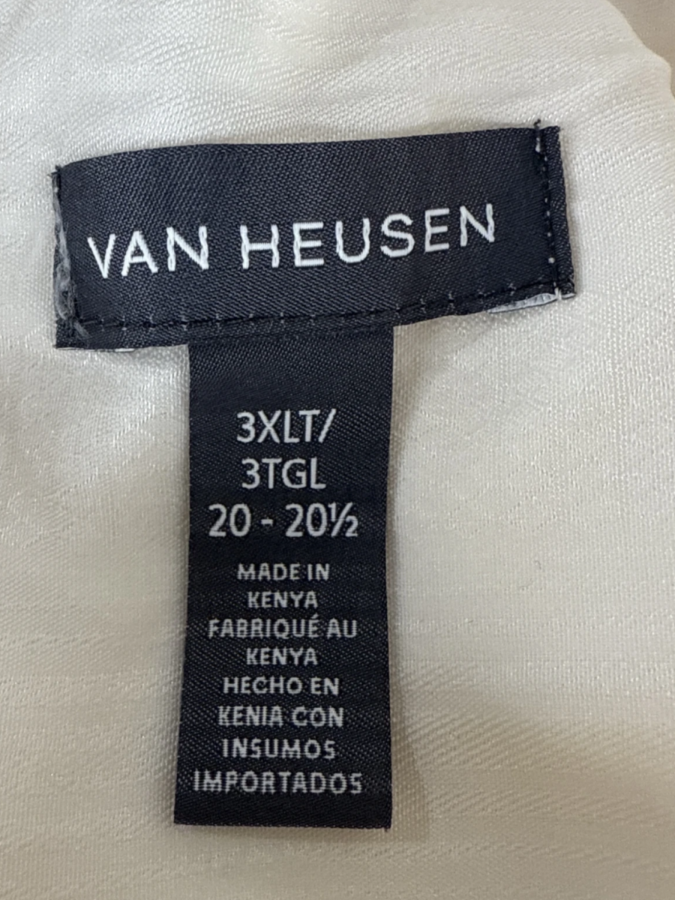 VAN HEUSEN
3XLT/
3TGL
20 - 20½
MADE IN
KENYA
FABRIQUÉ AU
KENYA
HECHO EN
KENIA CON
INSUMOS
IMPORTADOS